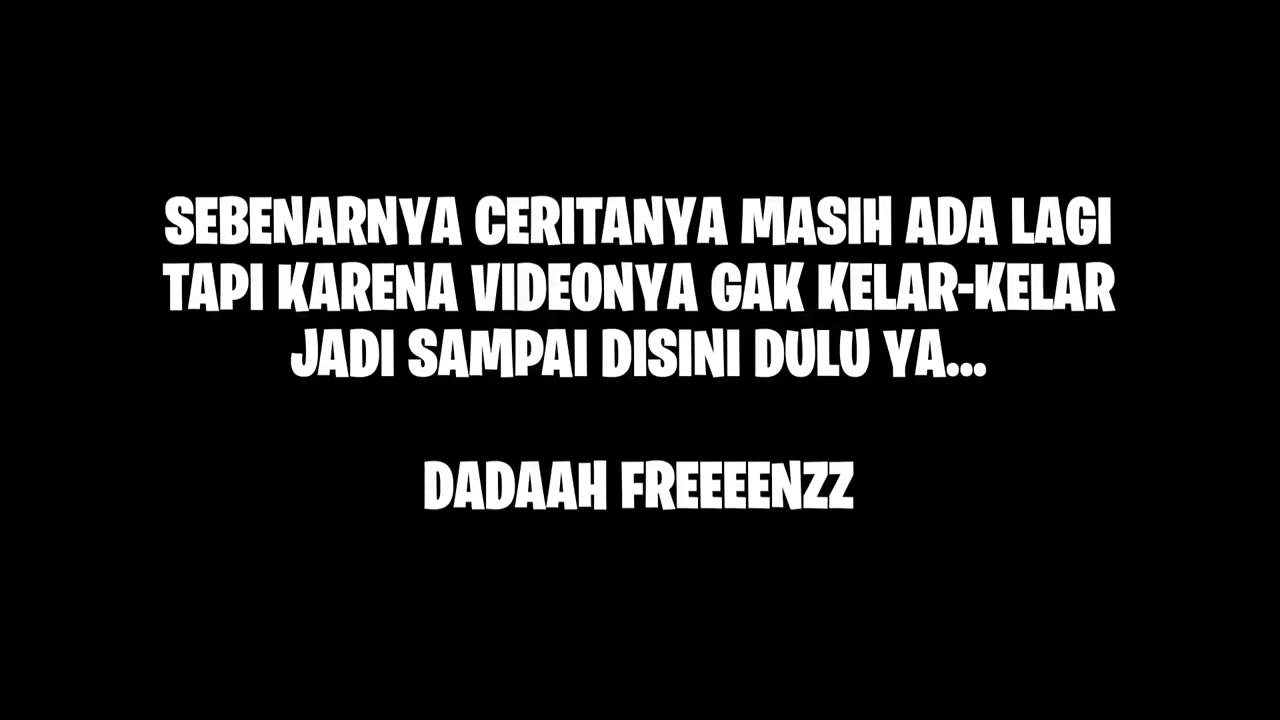 SEBENARNYA CERITANYA MASIH ADA LAGI
TAPI KARENA VIDEONYA GAK KELAR-KELAR
JADI SAMPAI DISINI DULU YA...
DADAAH FREEEENZZ